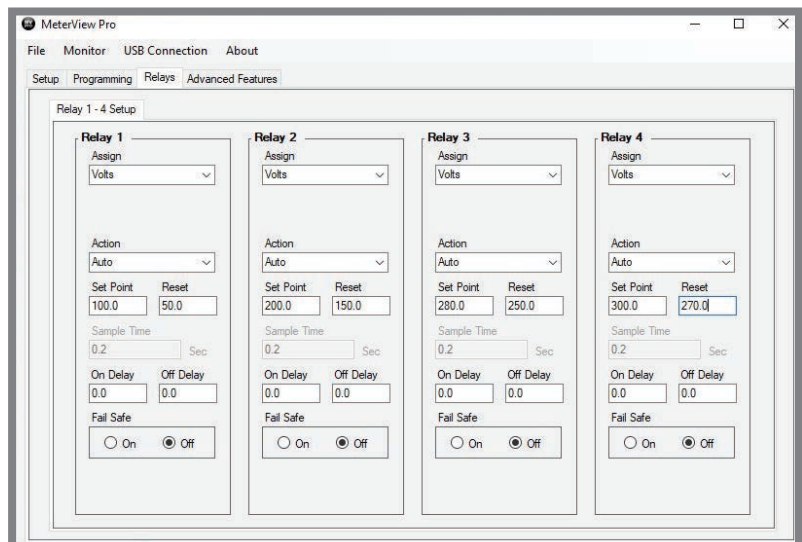 MeterView Pro
File Monitor USB Connection About
Setup Programming Relays Advanced Features
Relay 1 - 4 Setup
Relay 1
Assign
Volts
Action
Auto
Set Point Reset
100.0 50.0
Sample Time
0.2 Sec
On Delay Off Delay
0.0 0.0
Fail Safe
On Off
Relay 2
Assign
Volts
Action
Auto
Set Point Reset
200.0 150.0
Sample Time
0.2 Sec
On Delay Off Delay
0.0 0.0
Fail Safe
On Off
Relay 3
Assign
Volts
Action
Auto
Set Point Reset
280.0 250.0
Sample Time
0.2 Sec
On Delay Off Delay
0.0 0.0
Fail Safe
On Off
Relay 4
Assign
Volts
Action
Auto
Set Point Reset
300.0 270.0
Sample Time
0.2 Sec
On Delay Off Delay
0.0 0.0
Fail Safe
On Off